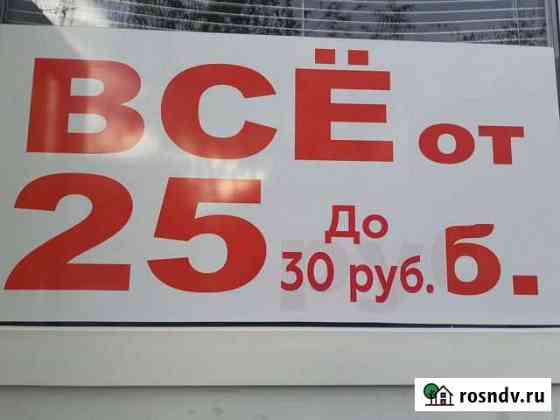 ВСЁ от
25 До
30 руб. б.
rosndv.ru